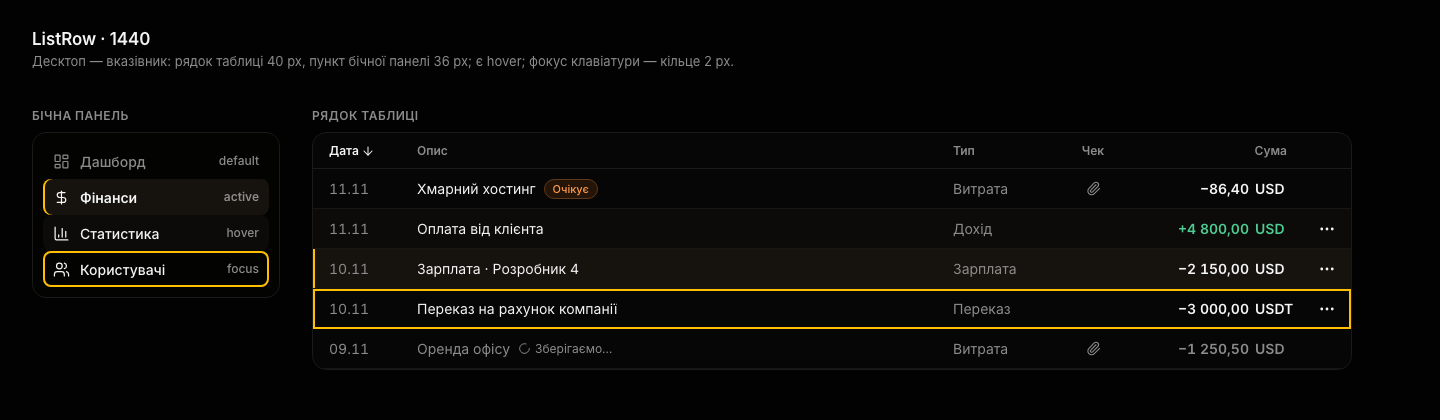 ListRow · 1440
Десктоп — вказівник: рядок таблиці 40 px, пункт бічної панелі 36 px; є hover; фокус клавіатури — кільце 2 px.
БІЧНА ПАНЕЛЬ
Дашборд default
Фінанси active
Статистика hover
Користувачі focus
РЯДОК ТАБЛИЦІ
Дата ↓ Опис Тип Чек Сума
11.11 Хмарний хостинг Очікує Витрата −86,40 USD
11.11 Оплата від клієнта Дохід +4 800,00 USD
10.11 Зарплата · Розробник 4 Зарплата −2 150,00 USD
10.11 Переказ на рахунок компанії Переказ −3 000,00 USDT
09.11 Оренда офісу Зберігаємо... Витрата −1 250,50 USD